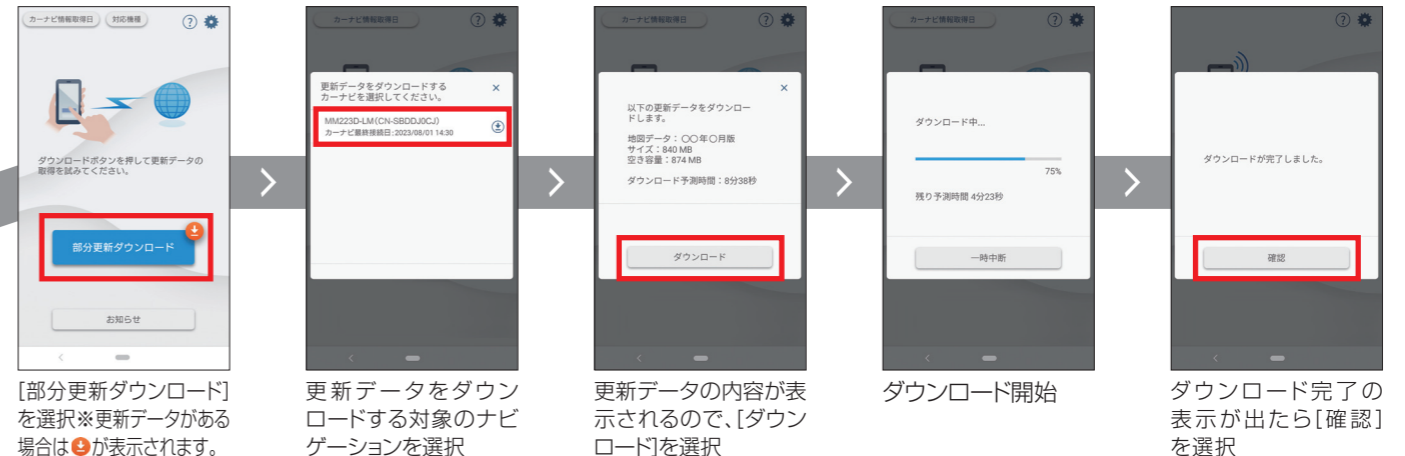 カーナビ情報取得日
対応機種
?
ダウンロードボタンを押して更新データの
取得を試みてください。
部分更新ダウンロード
お知らせ
[部分更新ダウンロード]
を選択※更新データがある
場合は が表示されます。
カーナビ情報取得日
?
更新データをダウンロードする
カーナビを選択してください。
×
MM223D-LM(CN-SBDDJ0CJ)
カーナビ最終接続日:2023/08/01 14:30
更新データをダウン
ロードする対象のナビ
ゲーションを選択
カーナビ情報取得日
?
×
以下の更新データをダウンロー
ドします。
地図データ：〇〇年〇月版
サイズ：840 MB
空き容量：874 MB
ダウンロード予測時間：8分38秒
ダウンロード
更新データの内容が表
示されるので、[ダウン
ロード]を選択
カーナビ情報取得日
?
ダウンロード中...
75%
残り予測時間 4分23秒
一時中断
ダウンロード開始
?
ダウンロードが完了しました。
確認
ダウンロード完了の
表示が出たら[確認]
を選択